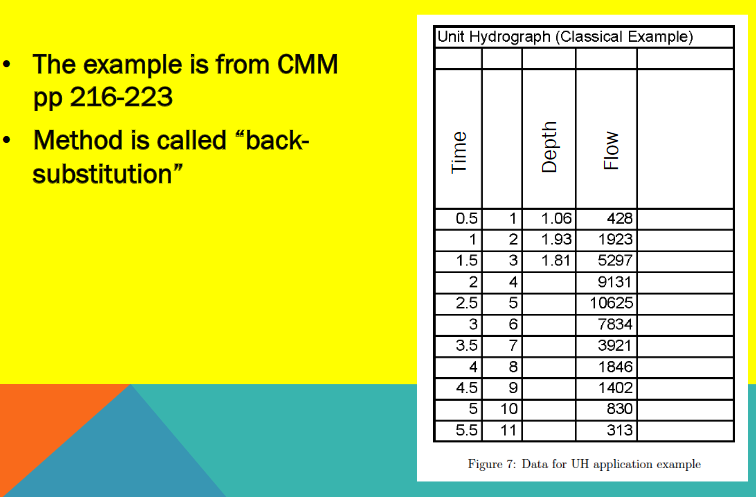 • The example is from CMM
pp 216-223
• Method is called “back-
substitution”
Unit Hydrograph (Classical Example)
Time Depth Flow
0.5 1 1.06 428
1 2 1.93 1923
1.5 3 1.81 5297
2 4 9131
2.5 5 10625
3 6 7834
3.5 7 3921
4 8 1846
4.5 9 1402
5 10 830
5.5 11 313
Figure 7: Data for UH application example